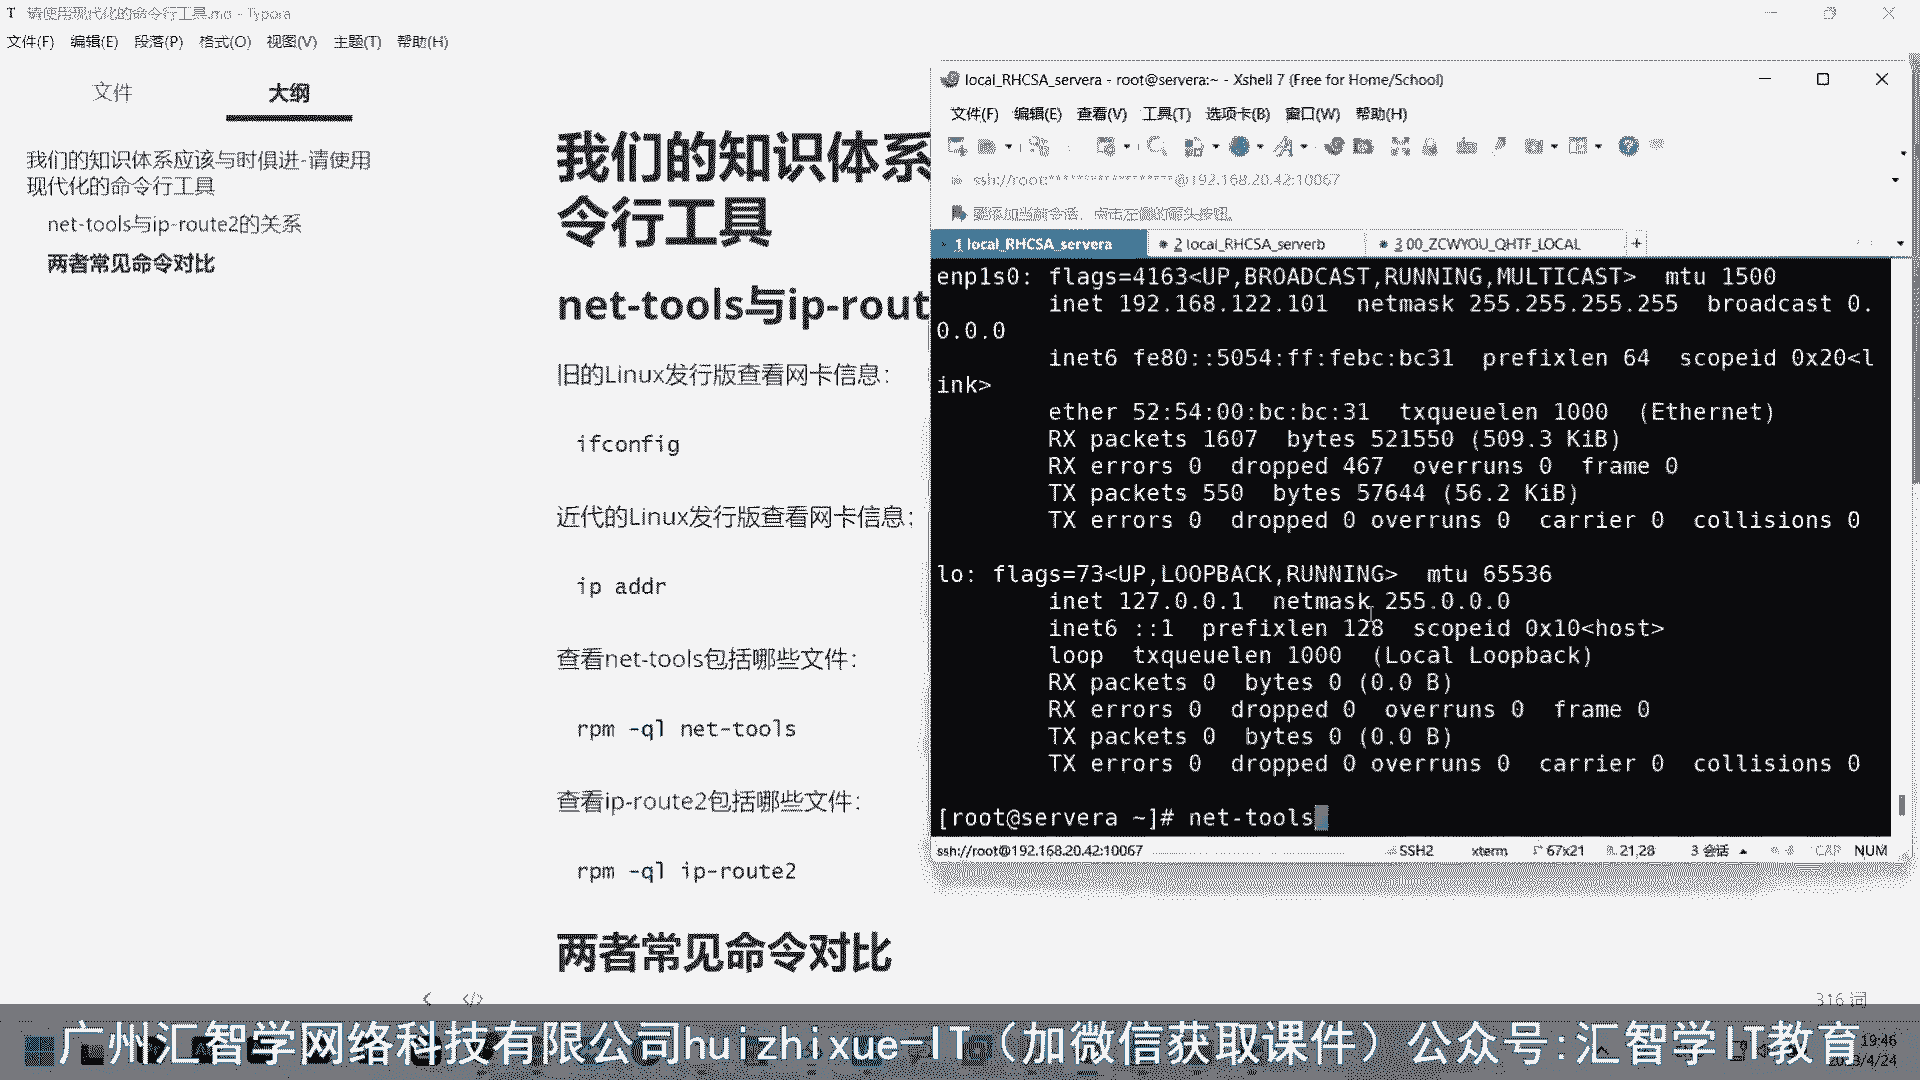 请使用现代化的命令行工具.md - Typora
文件(F) 编辑(E) 段落(P) 格式(O) 视图(V) 主题(T) 帮助(H)
文件 大纲
我们的知识体系应该与时俱进-请使用
现代化的命令行工具
net-tools与ip-route2的关系
两者常见命令对比
我们的知识体系
令行工具
net-tools与ip-rout
旧的Linux发行版查看网卡信息：
ifconfig
近代的Linux发行版查看网卡信息；
ip addr
查看net-tools包括哪些文件：
rpm -ql net-tools
查看ip-route2包括哪些文件：
rpm -ql ip-route2
两者常见命令对比
316 词
local_RHCSA_servera - root@servera:~ - Xshell 7 (Free for Home/School)
文件(F) 编辑(E) 查看(V) 工具(T) 选项卡(B) 窗口(W) 帮助(H)
ssh://root:******************@192.168.20.42:10067
要添加当前会话，点击左侧的箭头按钮。
1 local_RHCSA_servera 2 local_RHCSA_serverb 3 00_ZCWYOU_QHTF_LOCAL +
enp1s0: flags=4163<UP,BROADCAST,RUNNING,MULTICAST>  mtu 1500
inet 192.168.122.101  netmask 255.255.255.255  broadcast 0.
0.0.0
inet6 fe80::5054:ff:febc:bc31  prefixlen 64  scopeid 0x20<l
ink>
ether 52:54:00:bc:bc:31  txqueuelen 1000  (Ethernet)
RX packets 1607  bytes 521550 (509.3 KiB)
RX errors 0  dropped 467  overruns 0  frame 0
TX packets 550  bytes 57644 (56.2 KiB)
TX errors 0  dropped 0 overruns 0  carrier 0  collisions 0
lo: flags=73<UP,LOOPBACK,RUNNING>  mtu 65536
inet 127.0.0.1  netmask 255.0.0.0
inet6 ::1  prefixlen 128  scopeid 0x10<host>
loop  txqueuelen 1000  (Local Loopback)
RX packets 0  bytes 0 (0.0 B)
RX errors 0  dropped 0  overruns 0  frame 0
TX packets 0  bytes 0 (0.0 B)
TX errors 0  dropped 0 overruns 0  carrier 0  collisions 0
[root@servera ~]# net-tools
ssh://root@192.168.20.42:10067 SSH2 xterm 67x21 21,28 3 会话 CAP NUM
广州汇智学网络科技有限公司huizhixue-IT（加微信获取课件）公众号:汇智学IT教育
19:46